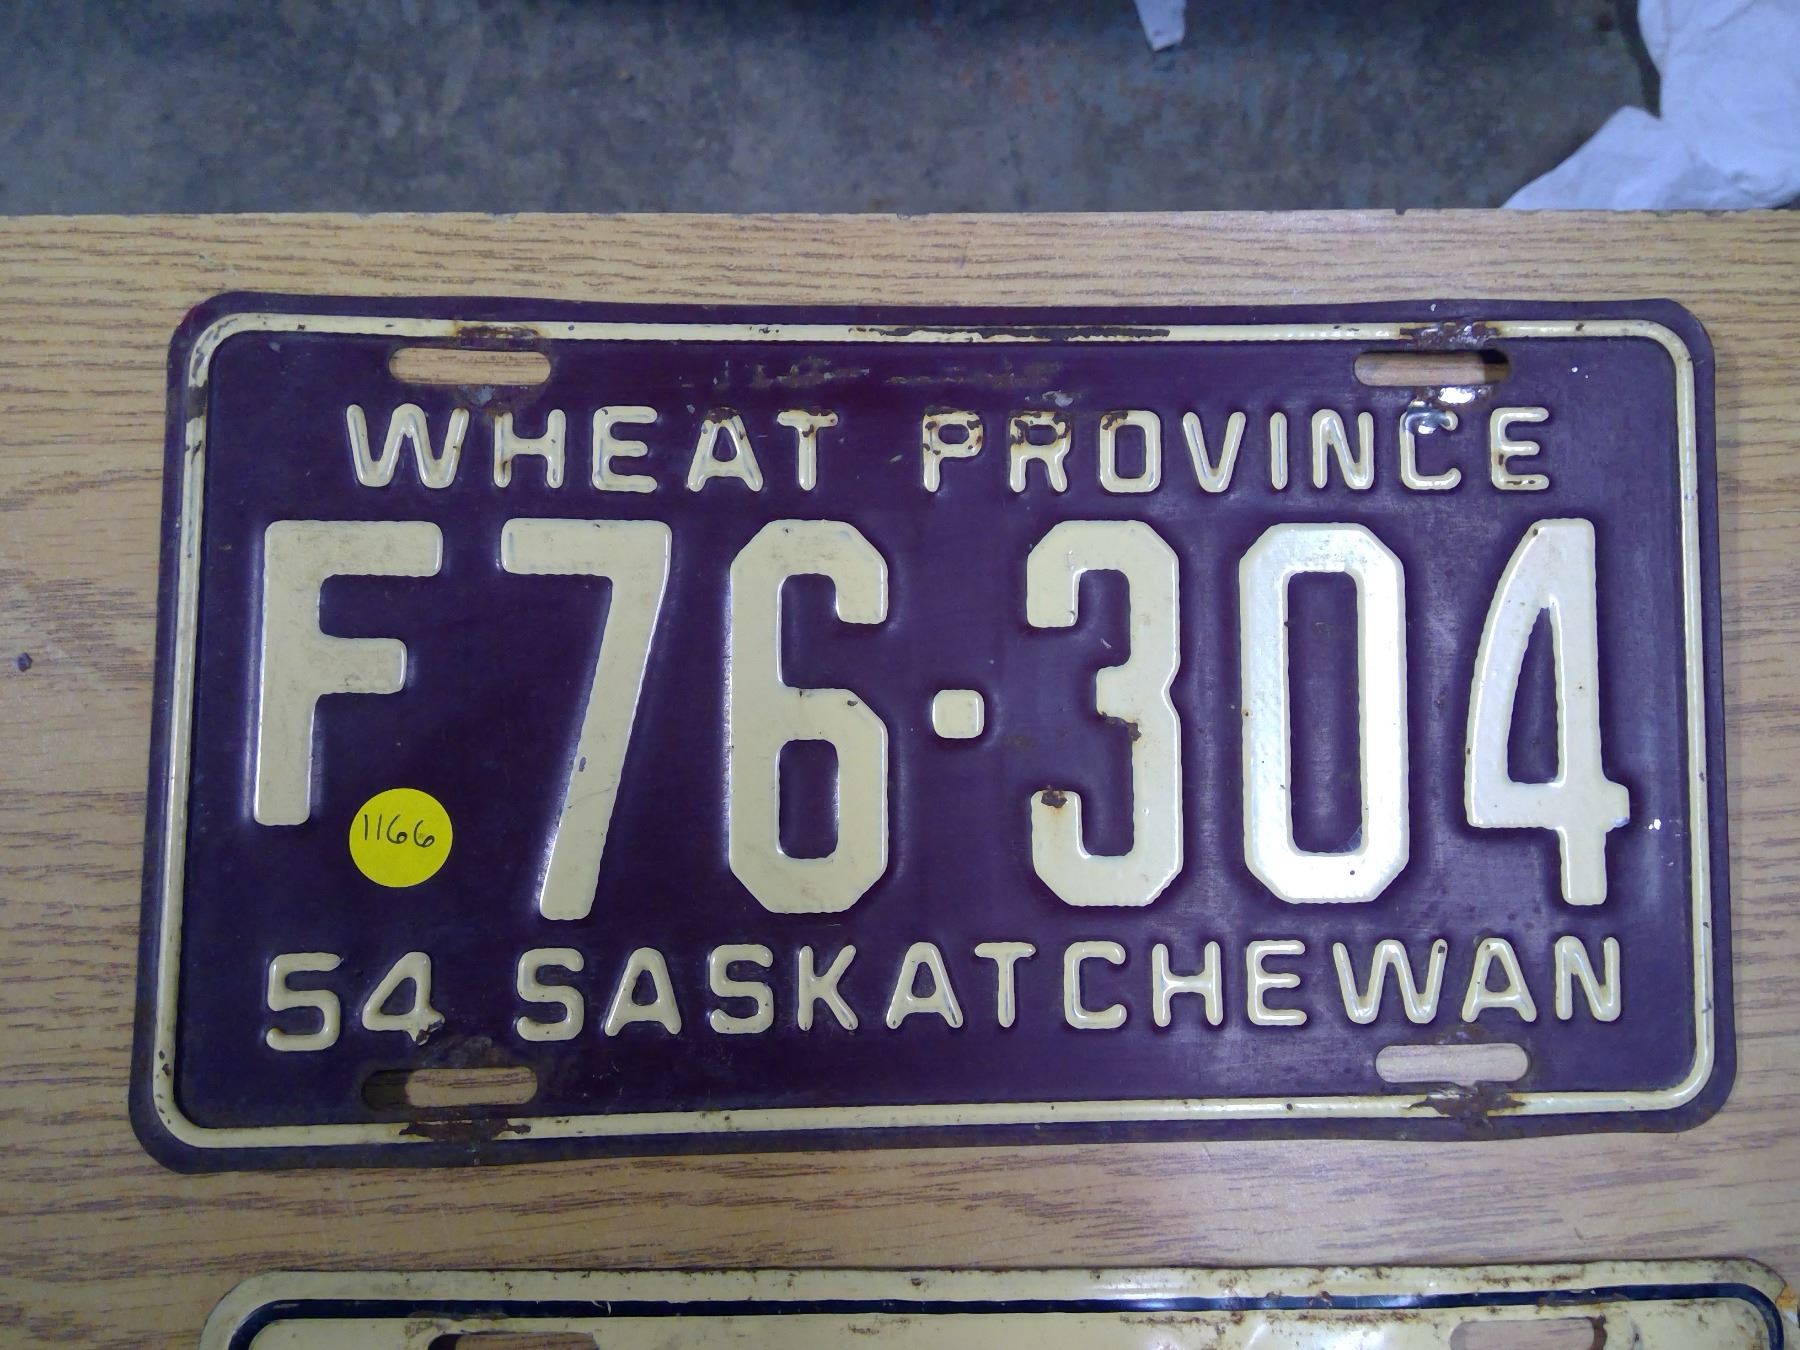 WHEAT PROVINCE
F76·304
1166
54 SASKATCHEWAN